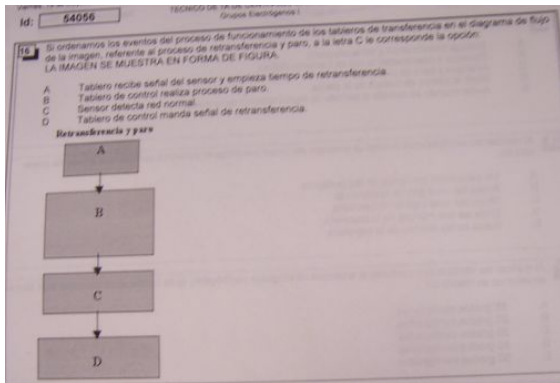 Id: 54056
TECNICO DE
Grupos Electrógenos I
16 Si ordenamos los eventos del proceso de funcionamiento de los tableros de transferencia en el diagrama de flujo
de la imagen, referente al proceso de retransferencia y paro, a la letra C le corresponde la opción:
LA IMAGEN SE MUESTRA EN FORMA DE FIGURA.
A Tablero recibe señal del sensor y empieza tiempo de retransferencia.
B Tablero de control realiza proceso de paro.
C Sensor detecta red normal.
D Tablero de control manda señal de retransferencia.
Retransferencia y paro
A
B
C
D